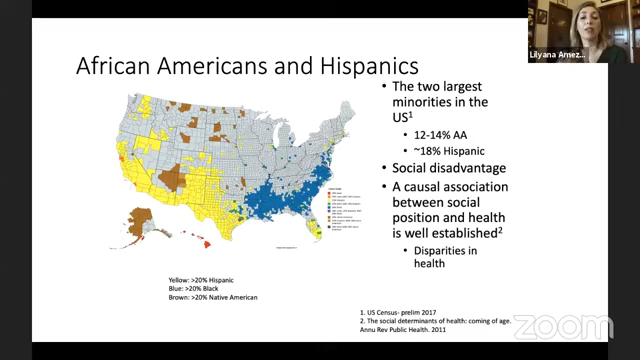 Lilyana Amez...
African Americans and Hispanics
• The two largest
minorities in the
US1
• 12-14% AA
• ~18% Hispanic
• Social disadvantage
• A causal association
between social
position and health
is well established2
• Disparities in
health
Yellow: >20% Hispanic
Blue: >20% Black
Brown: >20% Native American
1. US Census- prelim 2017
2. The social determinants of health: coming of age.
Annu Rev Public Health. 2011
zoom